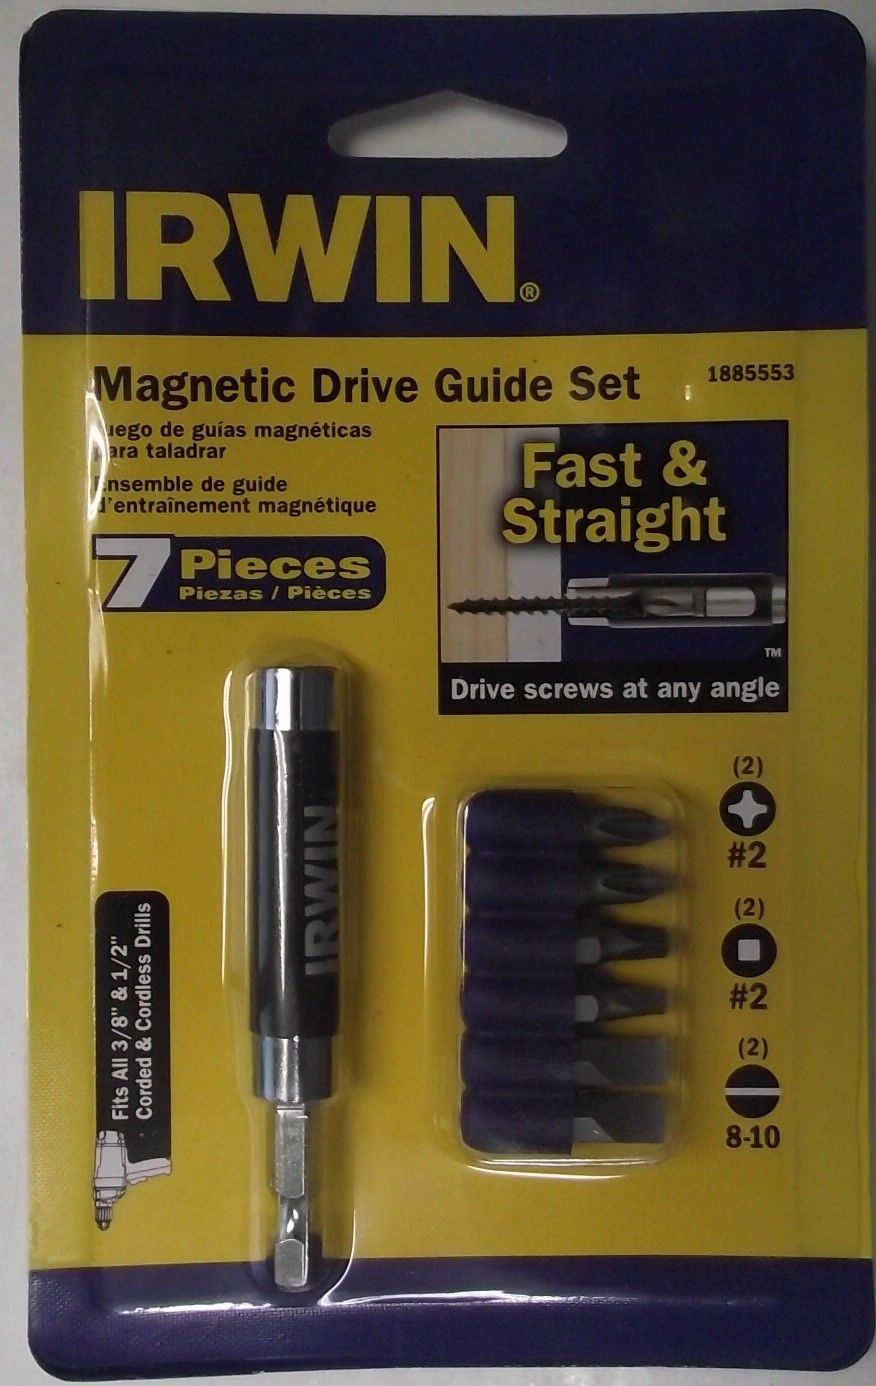 IRWIN®
Magnetic Drive Guide Set
1885553
Juego de guías magnéticas
para taladrar
Ensemble de guide
d'entraînement magnétique
7 Pieces
Piezas / Pièces
Fast &
Straight
TM
Drive screws at any angle
IRWIN
Fits All 3/8" & 1/2"
Corded & Cordless Drills
(2)
#2
(2)
#2
(2)
8-10